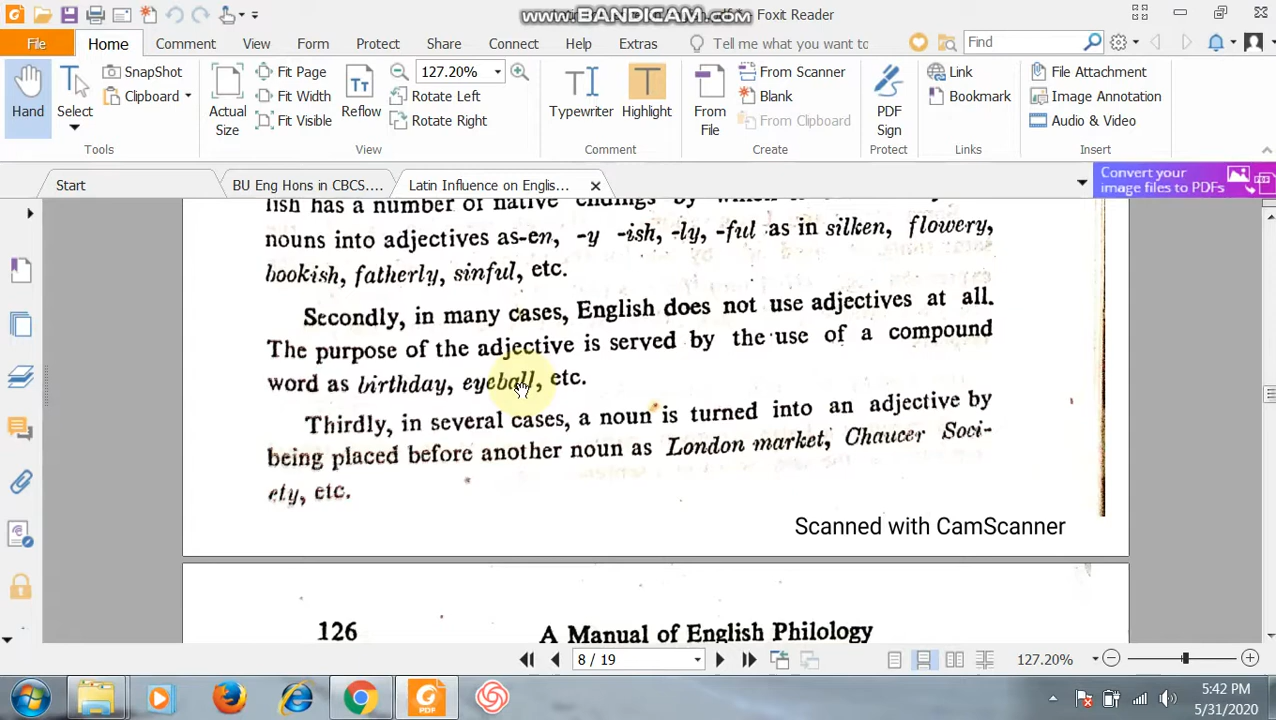 www.BANDICAM.com
Foxit Reader
File Home Comment View Form Protect Share Connect Help Extras Tell me what you want to Find
SnapShot Fit Page 127.20% From Scanner Link File Attachment
Clipboard Fit Width Rotate Left Blank Bookmark Image Annotation
Hand Select Actual Size Fit Visible Reflow Rotate Right Typewriter Highlight From File From Clipboard PDF Sign Audio & Video
Tools View Comment Create Protect Links Insert
Start BU Eng Hons in CBCS.... Latin Influence on Englis...
Convert your
image files to PDFs
lish has a number of native endings by which
nouns into adjectives as-en, -y -ish, -ly, -ful as in silken, flowery,
bookish, fatherly, sinful, etc.
Secondly, in many cases, English does not use adjectives at all.
The purpose of the adjective is served by the use of a compound
word as birthday, eyeball, etc.
Thirdly, in several cases, a noun is turned into an adjective by
being placed before another noun as London market, Chaucer Soci-
ety, etc.
Scanned with CamScanner
126 A Manual of English Philology
8 / 19 127.20%
5:42 PM
5/31/2020